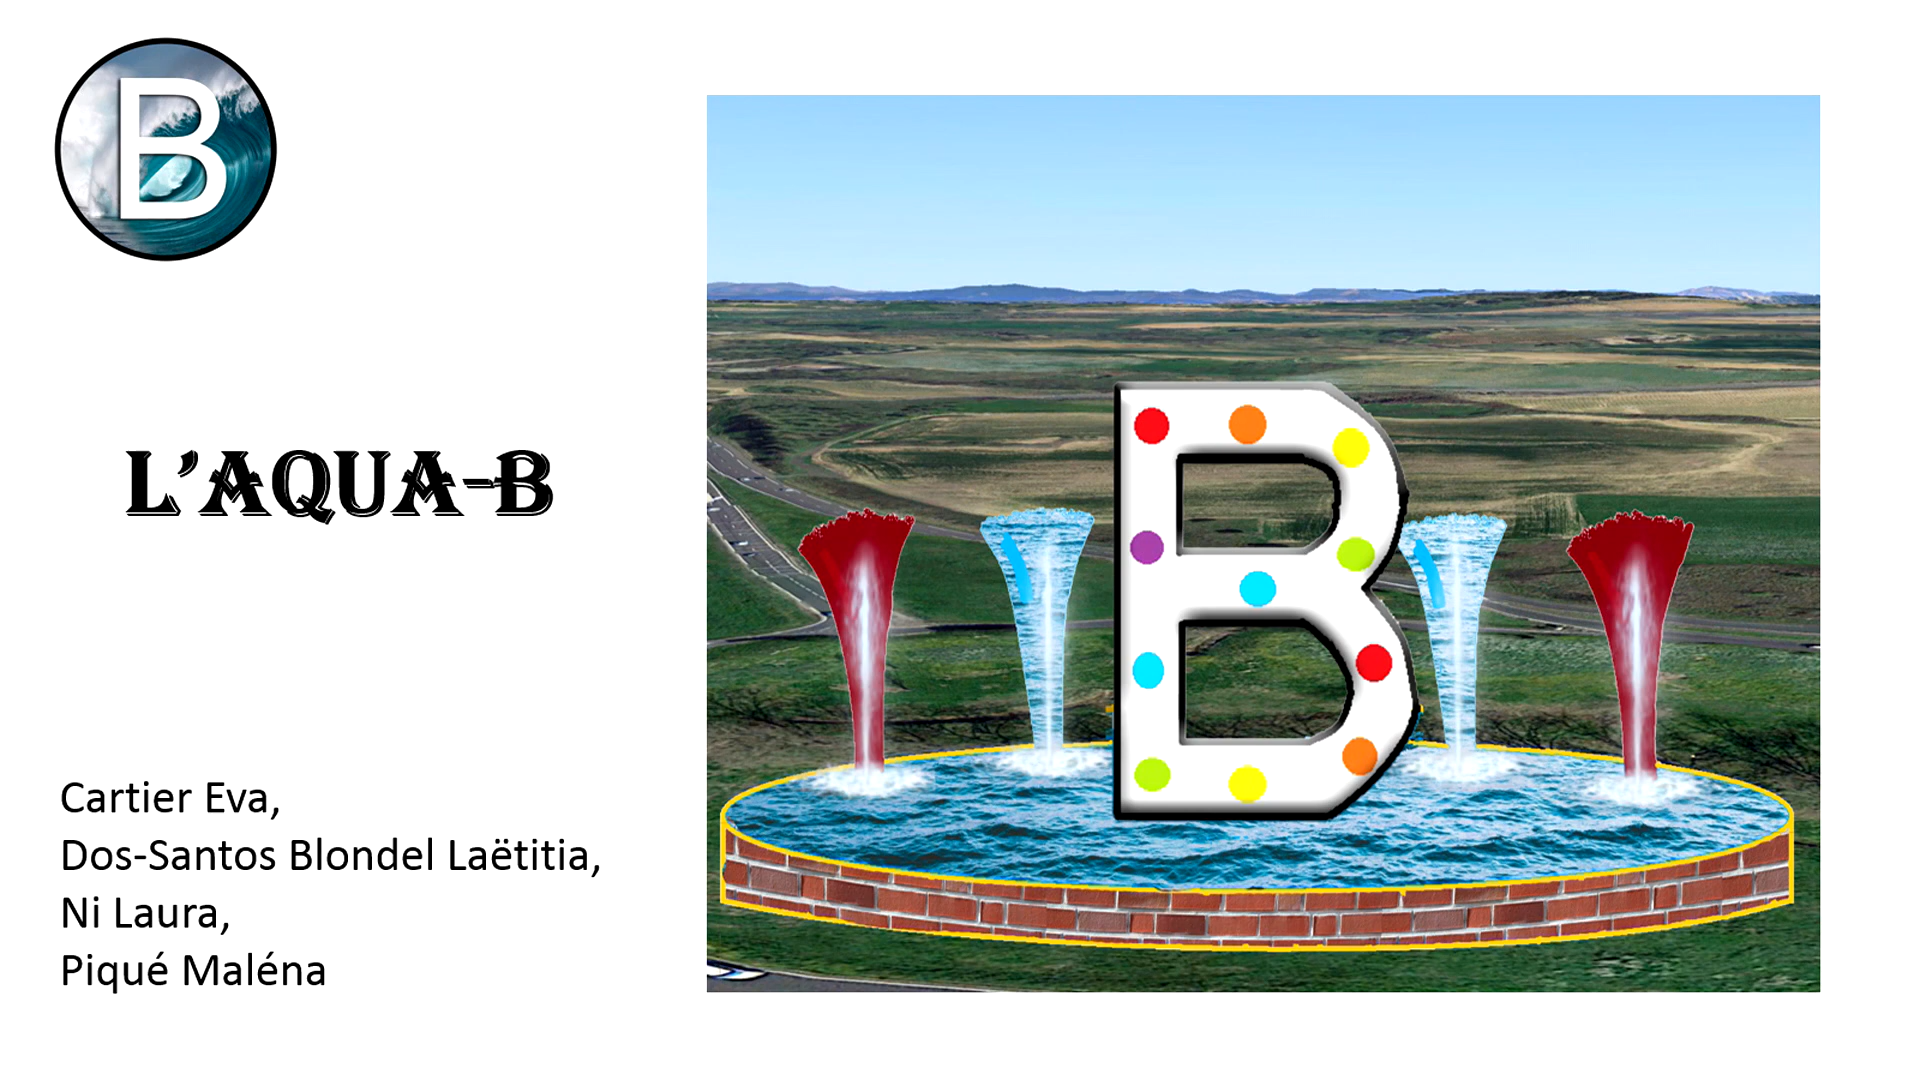 B
L'AQUA-B
Cartier Eva,
Dos-Santos Blondel Laëtitia,
Ni Laura,
Piqué Maléna
B